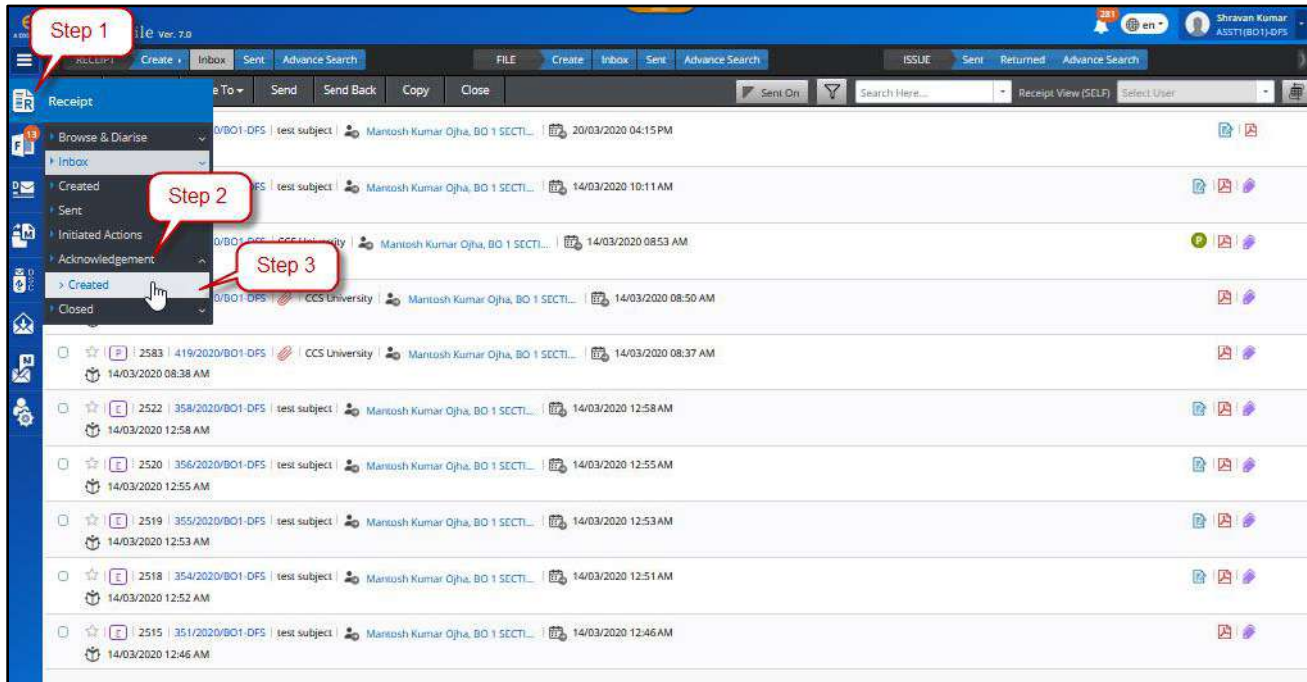 Step 1
ile Ver. 7.0
281
en
Shravan Kumar
ASST1(BO1)-DFS
RECEIPT Create Inbox Sent Advance Search FILE Create Inbox Sent Advance Search ISSUE Sent Returned Advance Search
Receipt
e To Send Send Back Copy Close Sent On Search Here... Receipt View (SELF) Select User
13
Browse & Diarise
0/BO1-DFS test subject Mantosh Kumar Ojha, BO 1 SECTI... 20/03/2020 04:15 PM
Inbox
Created
Step 2
DFS test subject Mantosh Kumar Ojha, BO 1 SECTI... 14/03/2020 10:11 AM
Sent
Initiated Actions
0/BO1-DFS CCS University Mantosh Kumar Ojha, BO 1 SECTI... 14/03/2020 08:53 AM
P
Acknowledgement
Step 3
Created
0/BO1-DFS CCS University Mantosh Kumar Ojha, BO 1 SECTI... 14/03/2020 08:50 AM
Closed
P 2583 419/2020/BO1-DFS CCS University Mantosh Kumar Ojha, BO 1 SECTI... 14/03/2020 08:37 AM
14/03/2020 08:38 AM
E 2522 358/2020/BO1-DFS test subject Mantosh Kumar Ojha, BO 1 SECTI... 14/03/2020 12:58 AM
14/03/2020 12:58 AM
E 2520 356/2020/BO1-DFS test subject Mantosh Kumar Ojha, BO 1 SECTI... 14/03/2020 12:55 AM
14/03/2020 12:55 AM
E 2519 355/2020/BO1-DFS test subject Mantosh Kumar Ojha, BO 1 SECTI... 14/03/2020 12:53 AM
14/03/2020 12:53 AM
E 2518 354/2020/BO1-DFS test subject Mantosh Kumar Ojha, BO 1 SECTI... 14/03/2020 12:51 AM
14/03/2020 12:52 AM
E 2515 351/2020/BO1-DFS test subject Mantosh Kumar Ojha, BO 1 SECTI... 14/03/2020 12:46 AM
14/03/2020 12:46 AM